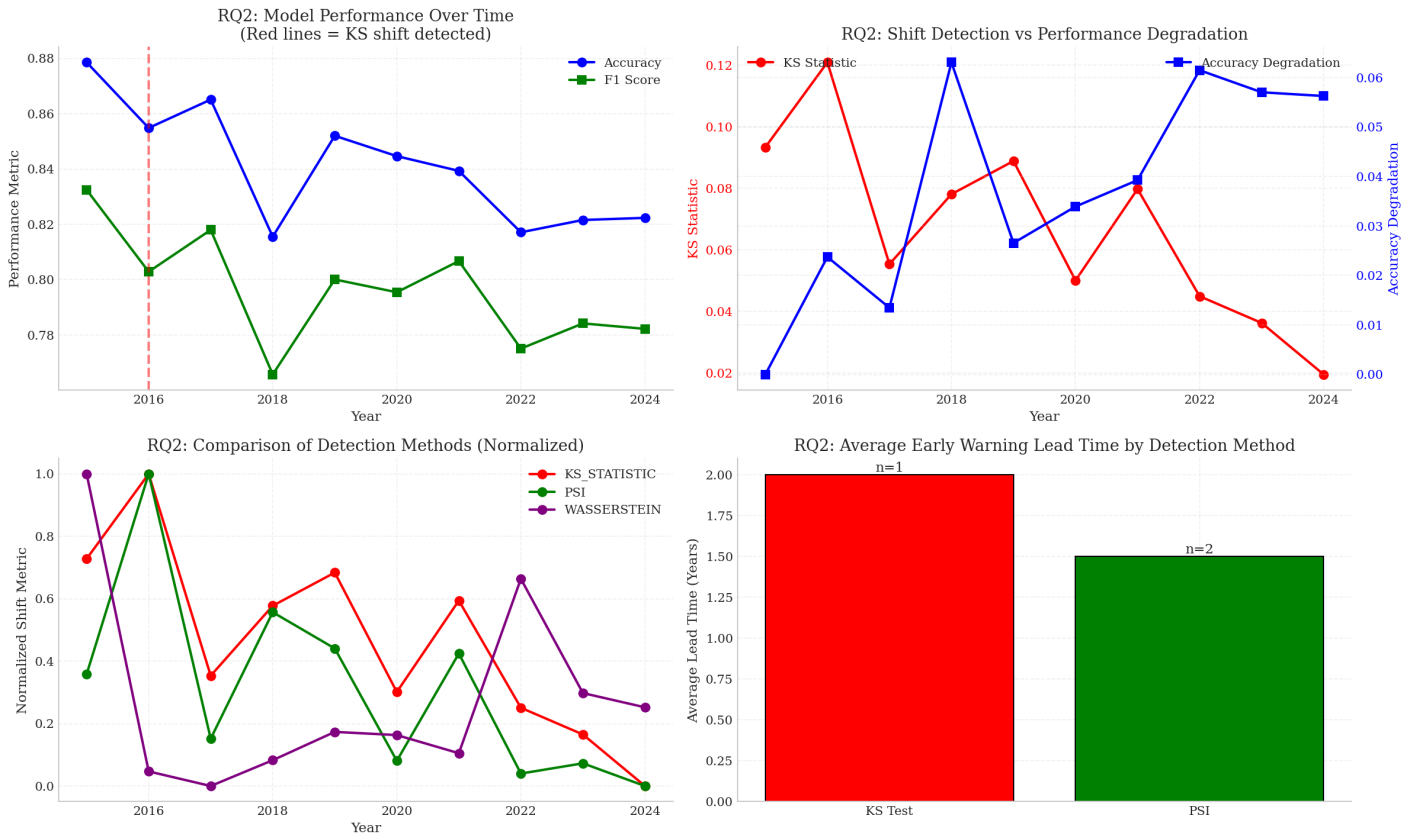 RQ2: Model Performance Over Time
(Red lines = KS shift detected)
Accuracy
F1 Score
0.88
0.86
0.84
0.82
0.80
0.78
Performance Metric
2016 2018 2020 2022 2024
Year
RQ2: Shift Detection vs Performance Degradation
KS Statistic
Accuracy Degradation
0.12
0.10
0.08
0.06
0.04
0.02
KS Statistic
0.06
0.05
0.04
0.03
0.02
0.01
0.00
Accuracy Degradation
2016 2018 2020 2022 2024
Year
RQ2: Comparison of Detection Methods (Normalized)
KS_STATISTIC
PSI
WASSERSTEIN
1.0
0.8
0.6
0.4
0.2
0.0
Normalized Shift Metric
2016 2018 2020 2022 2024
Year
RQ2: Average Early Warning Lead Time by Detection Method
n=1
n=2
2.00
1.75
1.50
1.25
1.00
0.75
0.50
0.25
0.00
Average Lead Time (Years)
KS Test PSI